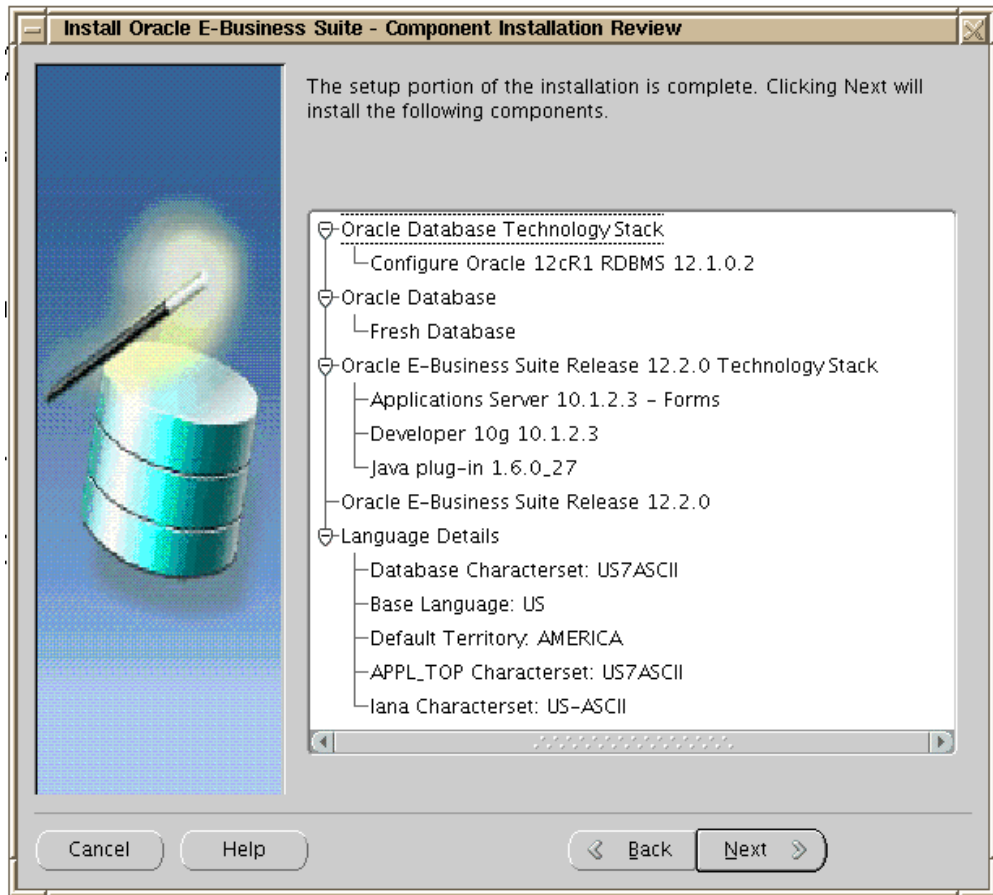 Install Oracle E-Business Suite - Component Installation Review
The setup portion of the installation is complete. Clicking Next will
install the following components.
Oracle Database Technology Stack
Configure Oracle 12cR1 RDBMS 12.1.0.2
Oracle Database
Fresh Database
Oracle E-Business Suite Release 12.2.0 Technology Stack
Applications Server 10.1.2.3 - Forms
Developer 10g 10.1.2.3
Java plug-in 1.6.0_27
Oracle E-Business Suite Release 12.2.0
Language Details
Database Characterset: US7ASCII
Base Language: US
Default Territory: AMERICA
APPL_TOP Characterset: US7ASCII
Iana Characterset: US-ASCII
Cancel Help Back Next